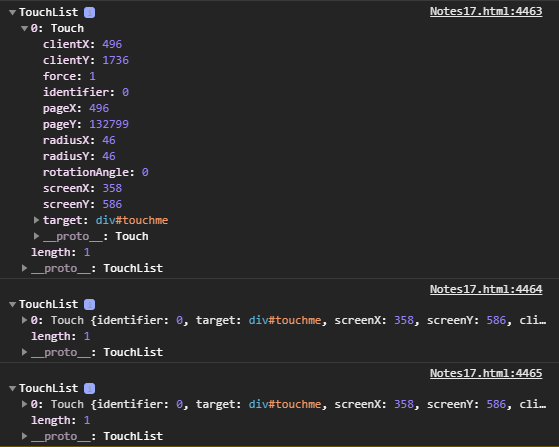 TouchList i Notes17.html:4463
0: Touch
clientX: 496
clientY: 1736
force: 1
identifier: 0
pageX: 496
pageY: 132799
radiusX: 46
radiusY: 46
rotationAngle: 0
screenX: 358
screenY: 586
target: div#touchme
__proto__: Touch
length: 1
__proto__: TouchList
Notes17.html:4464
TouchList i
0: Touch {identifier: 0, target: div#touchme, screenX: 358, screenY: 586, cli…
length: 1
__proto__: TouchList
Notes17.html:4465
TouchList i
0: Touch {identifier: 0, target: div#touchme, screenX: 358, screenY: 586, cli…
length: 1
__proto__: TouchList